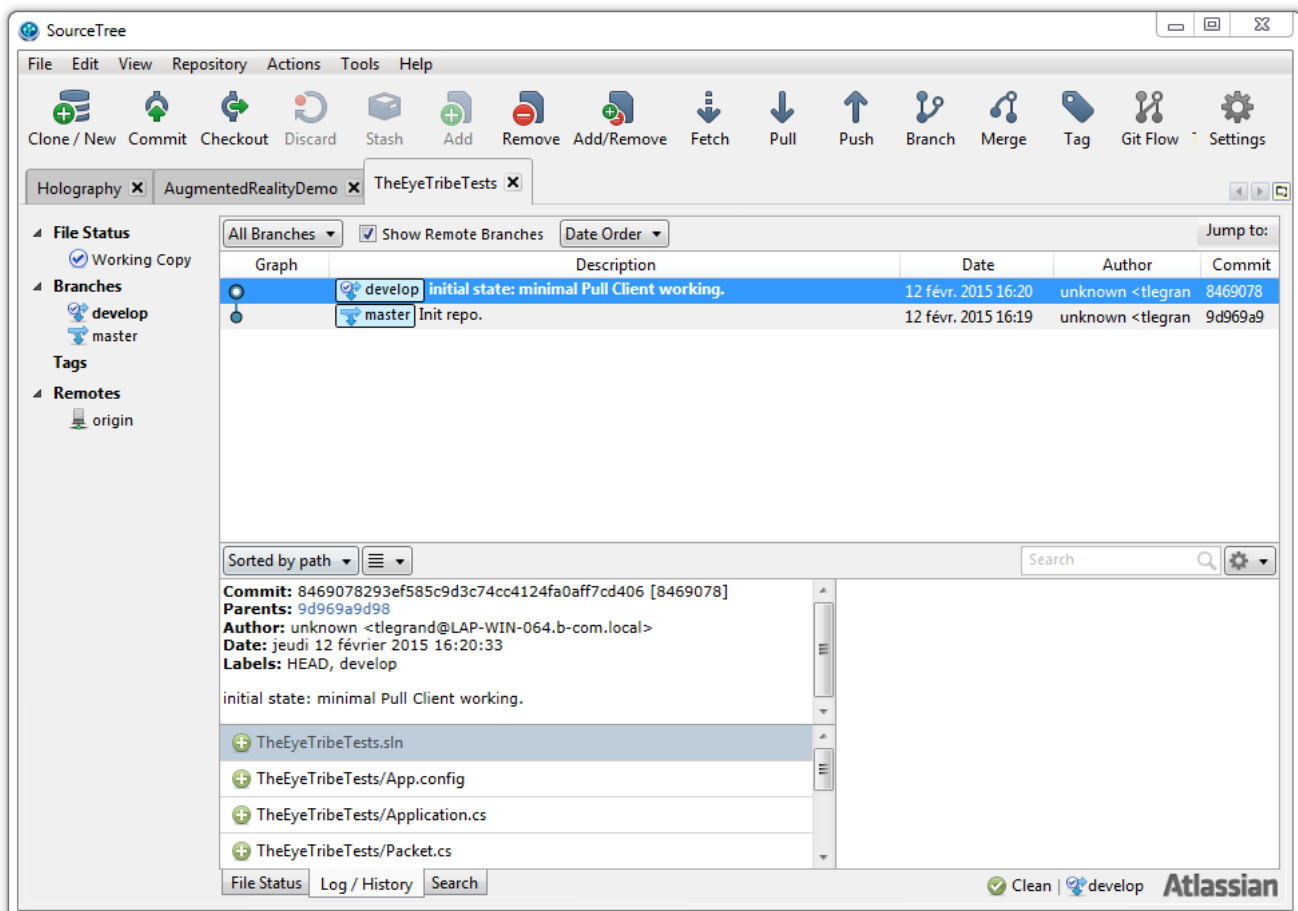 SourceTree
File Edit View Repository Actions Tools Help
Clone / New Commit Checkout Discard Stash Add Remove Add/Remove Fetch Pull Push Branch Merge Tag Git Flow Settings
Holography AugmentedRealityDemo TheEyeTribeTests
File Status
Working Copy
Branches
develop
master
Tags
Remotes
origin
All Branches Show Remote Branches Date Order Jump to:
Graph Description Date Author Commit
develop initial state: minimal Pull Client working. 12 févr. 2015 16:20 unknown <tlegran 8469078
master Init repo. 12 févr. 2015 16:19 unknown <tlegran 9d969a9
Sorted by path Search
Commit: 8469078293ef585c9d3c74cc4124fa0aff7cd406 [8469078]
Parents: 9d969a9d98
Author: unknown <tlegrand@LAP-WIN-064.b-com.local>
Date: jeudi 12 février 2015 16:20:33
Labels: HEAD, develop
initial state: minimal Pull Client working.
TheEyeTribeTests.sln
TheEyeTribeTests/App.config
TheEyeTribeTests/Application.cs
TheEyeTribeTests/Packet.cs
File Status Log / History Search Clean | develop Atlassian